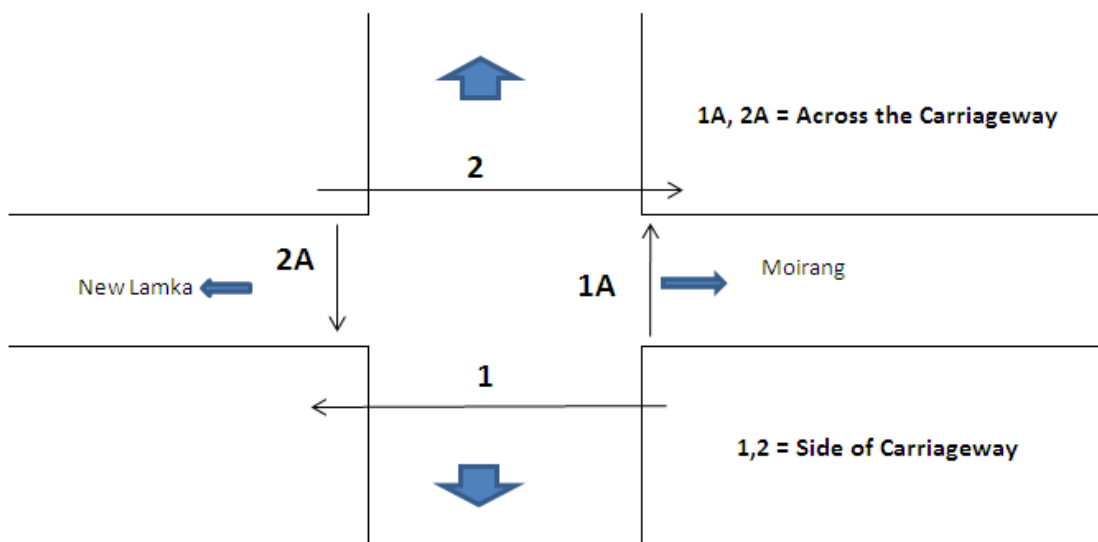 1A, 2A = Across the Carriageway
2
2A
New Lamka
1A
Moirang
1
1,2 = Side of Carriageway